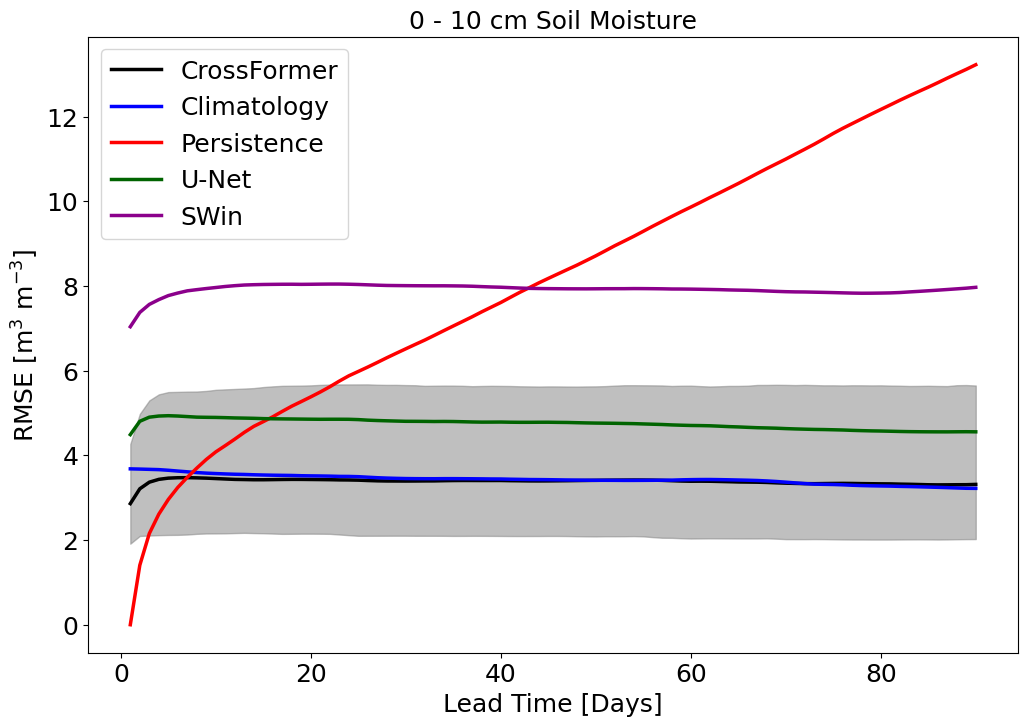 0 - 10 cm Soil Moisture
CrossFormer
Climatology
Persistence
U-Net
SWin
RMSE [m³ m⁻³]
12
10
8
6
4
2
0
0 20 40 60 80
Lead Time [Days]